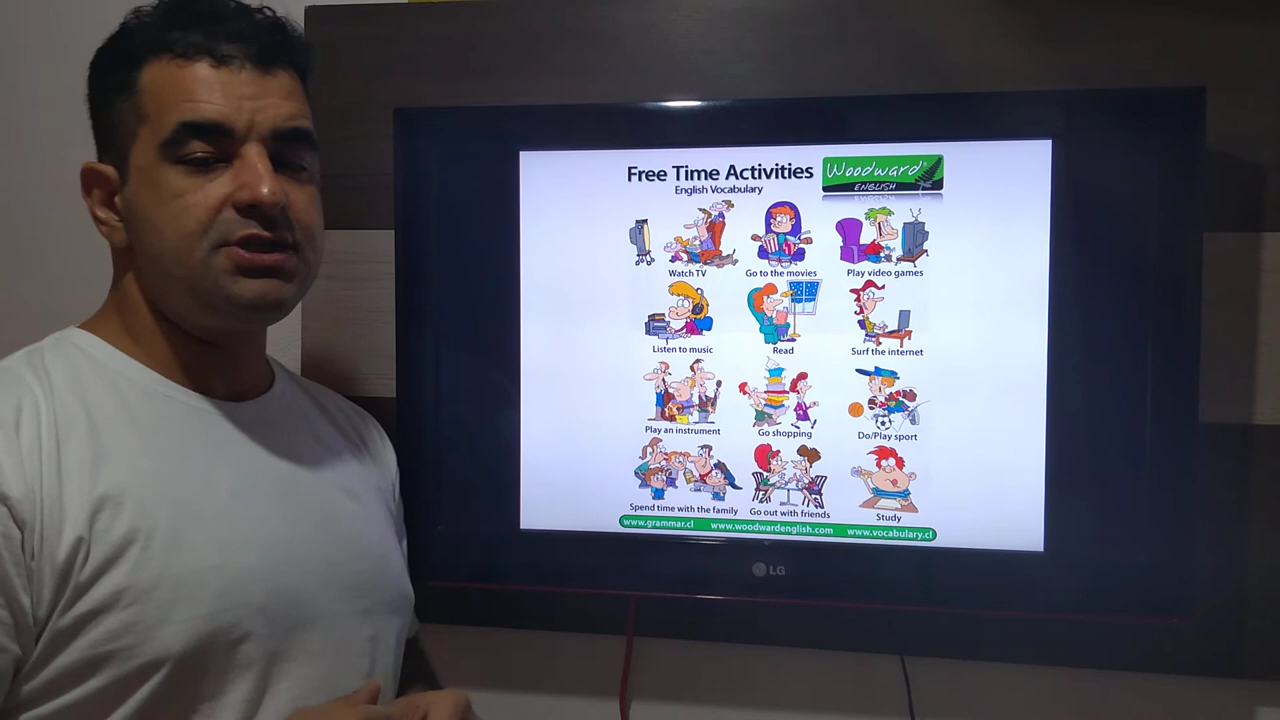 Free Time Activities
English Vocabulary
Woodward®
ENGLISH
Watch TV
Go to the movies
Play video games
Listen to music
Read
Surf the internet
Play an instrument
Go shopping
Do/Play sport
Spend time with the family
Go out with friends
Study
www.grammar.cl www.woodwardenglish.com www.vocabulary.cl
LG